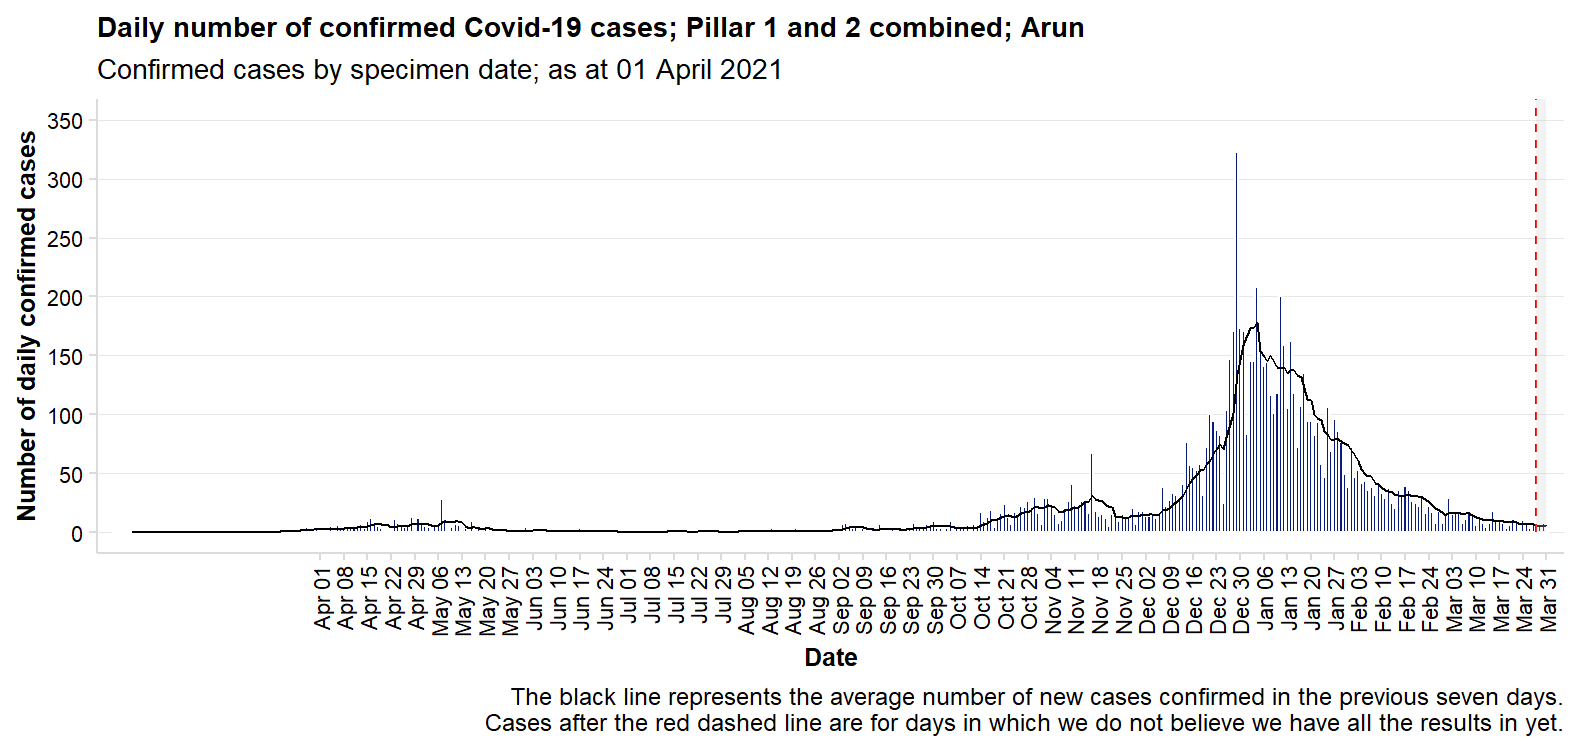 Daily number of confirmed Covid-19 cases; Pillar 1 and 2 combined; Arun
Confirmed cases by specimen date; as at 01 April 2021
Number of daily confirmed cases
350
300
250
200
150
100
50
0
Apr 01
Apr 08
Apr 15
Apr 22
Apr 29
May 06
May 13
May 20
May 27
Jun 03
Jun 10
Jun 17
Jun 24
Jul 01
Jul 08
Jul 15
Jul 22
Jul 29
Aug 05
Aug 12
Aug 19
Aug 26
Sep 02
Sep 09
Sep 16
Sep 23
Sep 30
Oct 07
Oct 14
Oct 21
Oct 28
Nov 04
Nov 11
Nov 18
Nov 25
Dec 02
Dec 09
Dec 16
Dec 23
Dec 30
Jan 06
Jan 13
Jan 20
Jan 27
Feb 03
Feb 10
Feb 17
Feb 24
Mar 03
Mar 10
Mar 17
Mar 24
Mar 31
Date
The black line represents the average number of new cases confirmed in the previous seven days.
Cases after the red dashed line are for days in which we do not believe we have all the results in yet.